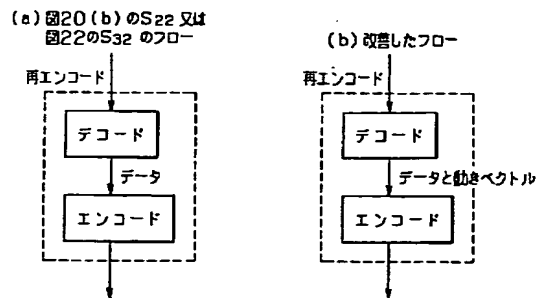 (a) 図20(b)のS22 又は
図22のS32 のフロー
再エンコード
デコード
データ
エンコード
(b) 改善したフロー
再エンコード
デコード
データと動きベクトル
エンコード